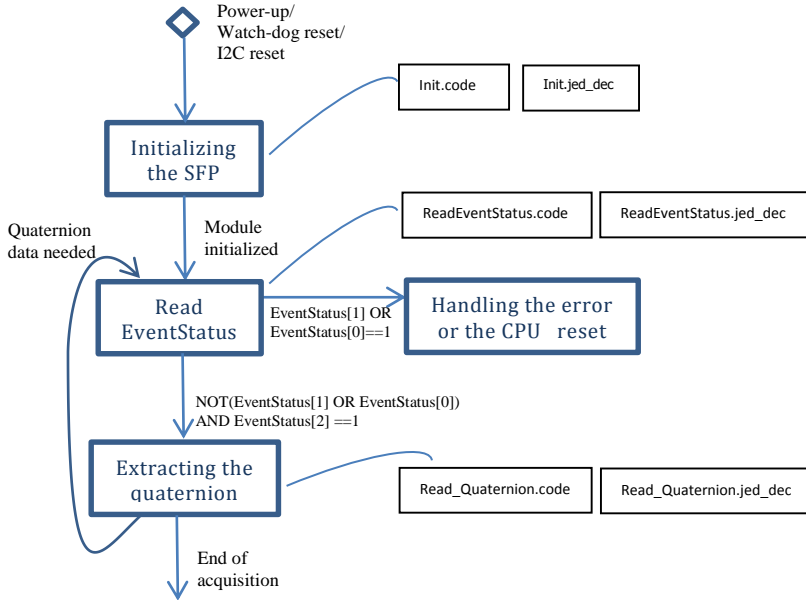 Power-up/
Watch-dog reset/
I2C reset
Init.code
Init.jed_dec
Initializing
the SFP
Quaternion
data needed
Module
initialized
ReadEventStatus.code
ReadEventStatus.jed_dec
Read
EventStatus
EventStatus[1] OR
EventStatus[0]==1
Handling the error
or the CPU reset
NOT(EventStatus[1] OR EventStatus[0])
AND EventStatus[2] ==1
Extracting the
quaternion
Read_Quaternion.code
Read_Quaternion.jed_dec
End of
acquisition